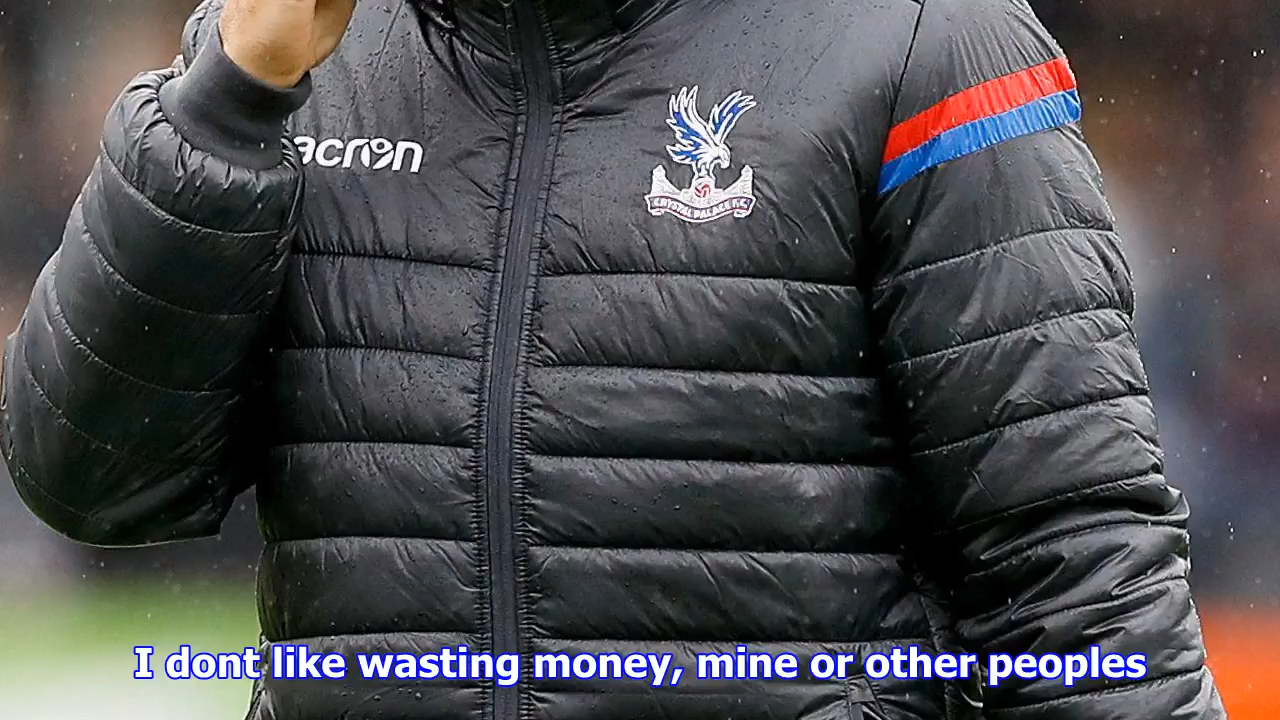 acron
CRYSTAL PALACE F.C.
I dont like wasting money, mine or other peoples